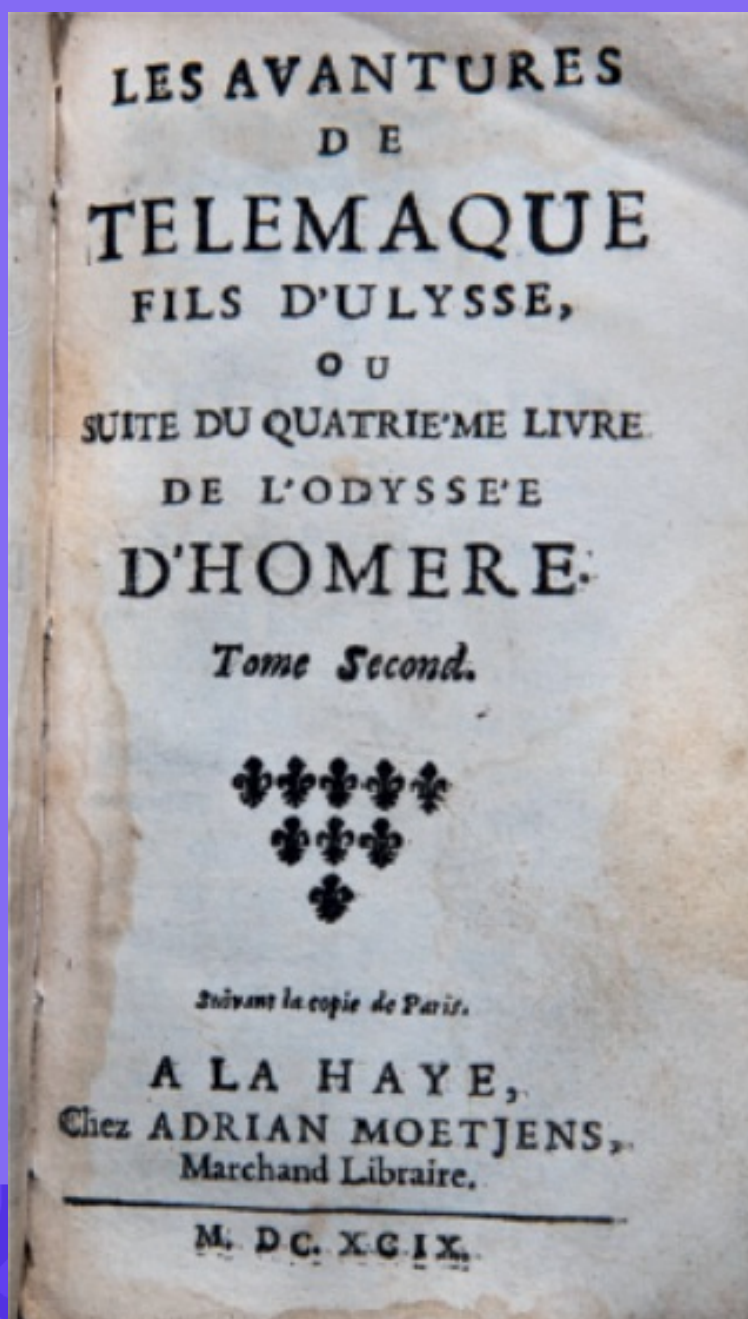 LES AVANTURES
DE
TELEMAQUE
FILS D'ULYSSE,
OU
SUITE DU QUATRIE'ME LIVRE
DE L'ODYSSE'E
D'HOMERE.
Tome Second.
Suivant la copie de Paris.
A LA HAYE,
Chez ADRIAN MOETJENS,
Marchand Libraire.
M. DC. XCIX.